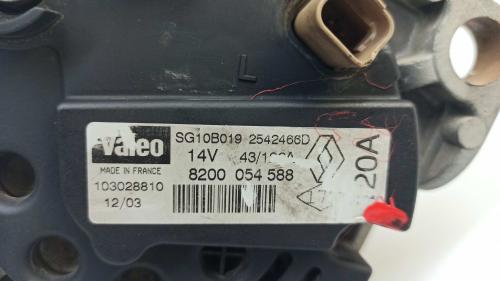 L
Valeo
SG10B019 2542466D
MADE IN FRANCE
14V
103028810
8200 054 588
12/03
20A